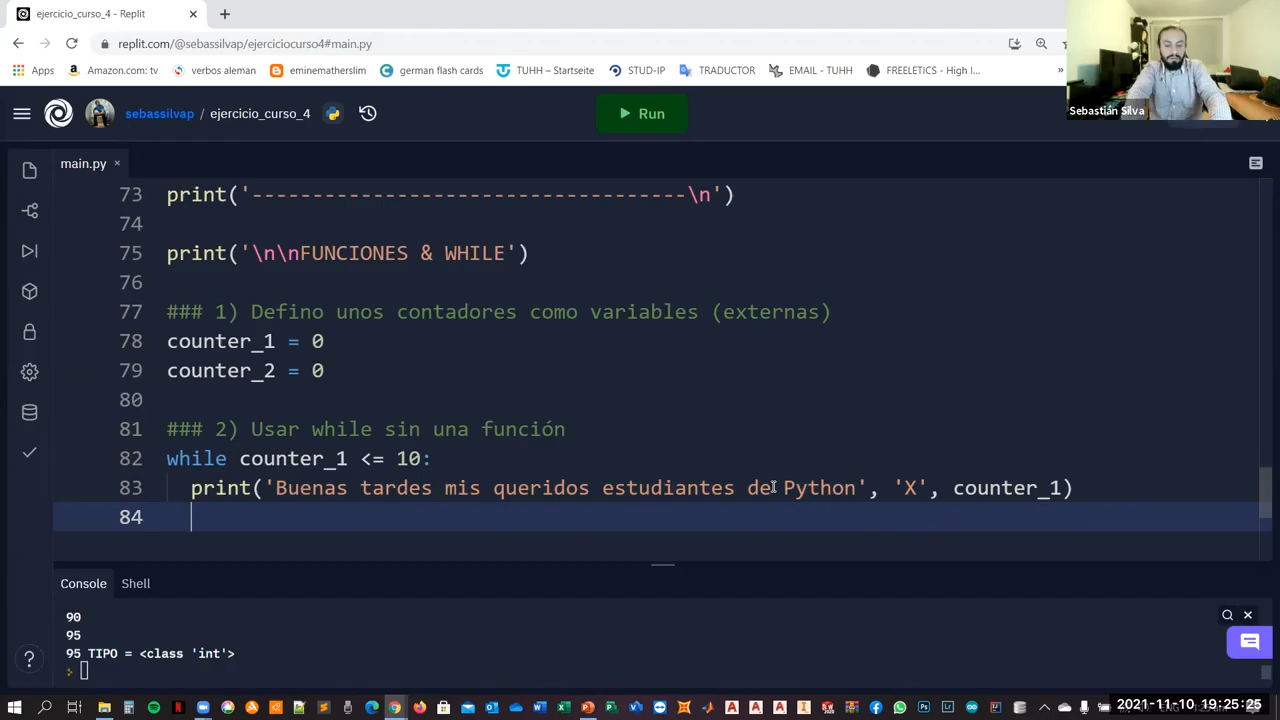 ejercicio_curso_4 - Replit
replit.com/@sebassilvap/ejerciciocurso4#main.py
Apps
Amazon.com: tv
verbos aleman
eminematherslim
german flash cards
TUHH – Startseite
STUD-IP
TRADUCTOR
EMAIL - TUHH
FREELETICS - High I...
»
Sebastián Silva
sebassilvap / ejercicio_curso_4
Run
main.py
73 print('------------------------------------\n')
74
75 print('\n\nFUNCIONES & WHILE')
76
77 ### 1) Defino unos contadores como variables (externas)
78 counter_1 = 0
79 counter_2 = 0
80
81 ### 2) Usar while sin una función
82 while counter_1 <= 10:
83 print('Buenas tardes mis queridos estudiantes de Python', 'X', counter_1)
84
Console
Shell
90
95
95 TIPO = <class 'int'>
2021-11-10 19:25:25